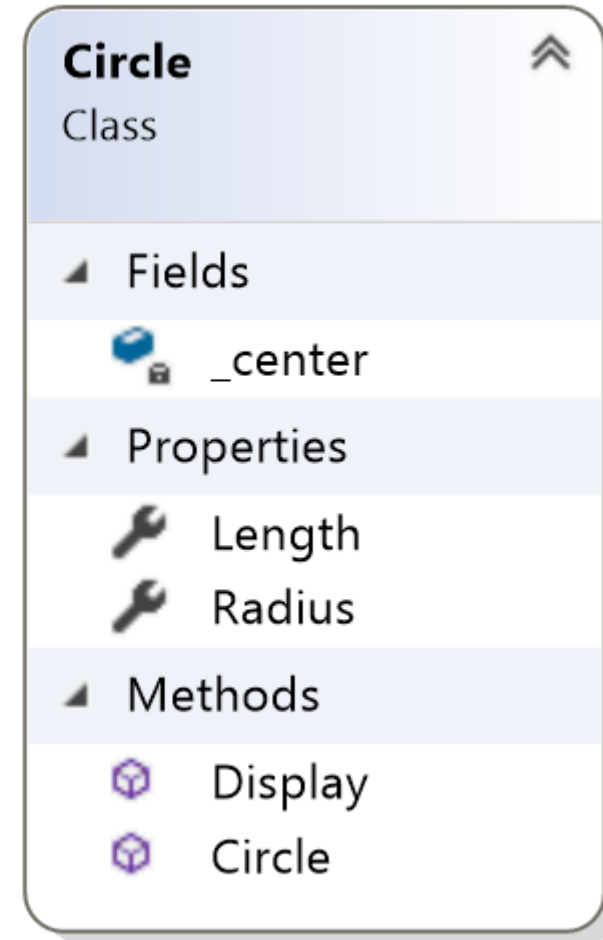 Circle
Class
Fields
_center
Properties
Length
Radius
Methods
Display
Circle